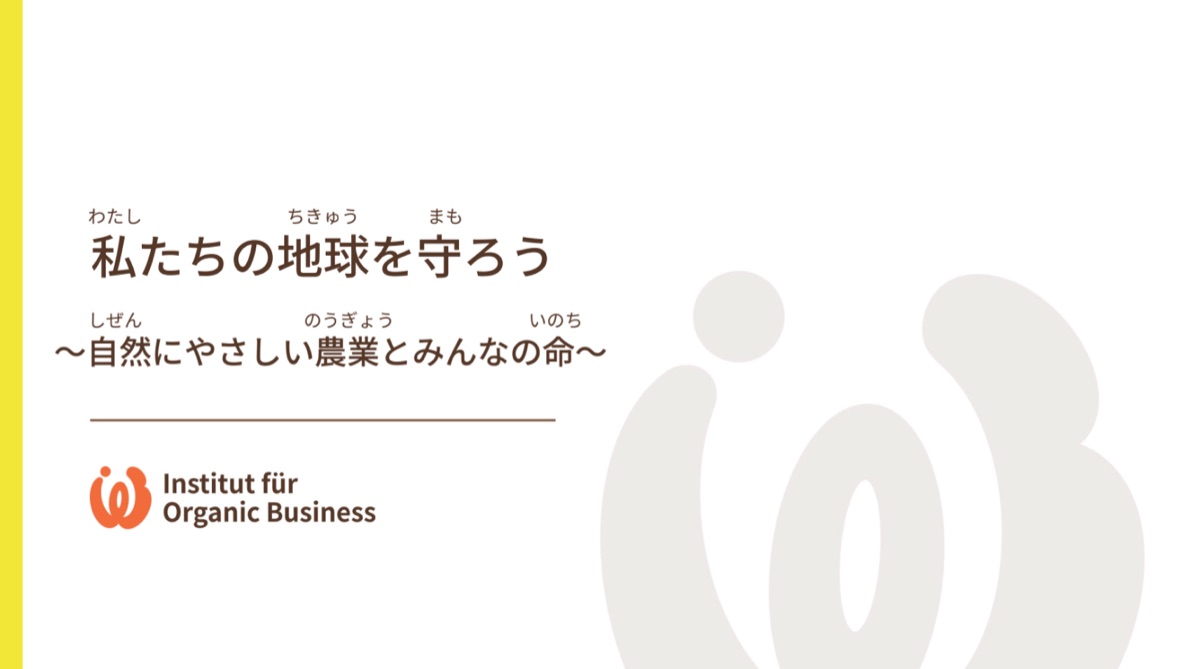 わたし ちきゅう まも
私たちの地球を守ろう
しぜん のうぎょう いのち
〜自然にやさしい農業とみんなの命〜
Institut für
Organic Business